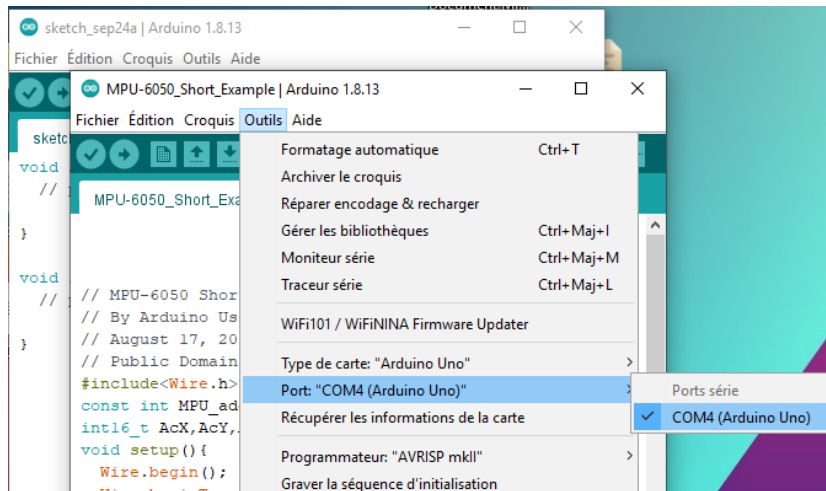 sketch_sep24a | Arduino 1.8.13
Fichier Édition Croquis Outils Aide
MPU-6050_Short_Example | Arduino 1.8.13
Fichier Édition Croquis Outils Aide
sketc
void
//
}
void
//
}
MPU-6050_Short_Exa
// MPU-6050 Shor
// By Arduino Us
// August 17, 20
// Public Domain
#include<Wire.h>
const int MPU_ad
int16_t AcX,AcY,
void setup(){
Wire.begin();
Formatage automatique Ctrl+T
Archiver le croquis
Réparer encodage & recharger
Gérer les bibliothèques Ctrl+Maj+I
Moniteur série Ctrl+Maj+M
Traceur série Ctrl+Maj+L
WiFi101 / WiFiNINA Firmware Updater
Type de carte: "Arduino Uno"
Port: "COM4 (Arduino Uno)"
Récupérer les informations de la carte
Programmateur: "AVRISP mkII"
Graver la séquence d'initialisation
Ports série
COM4 (Arduino Uno)